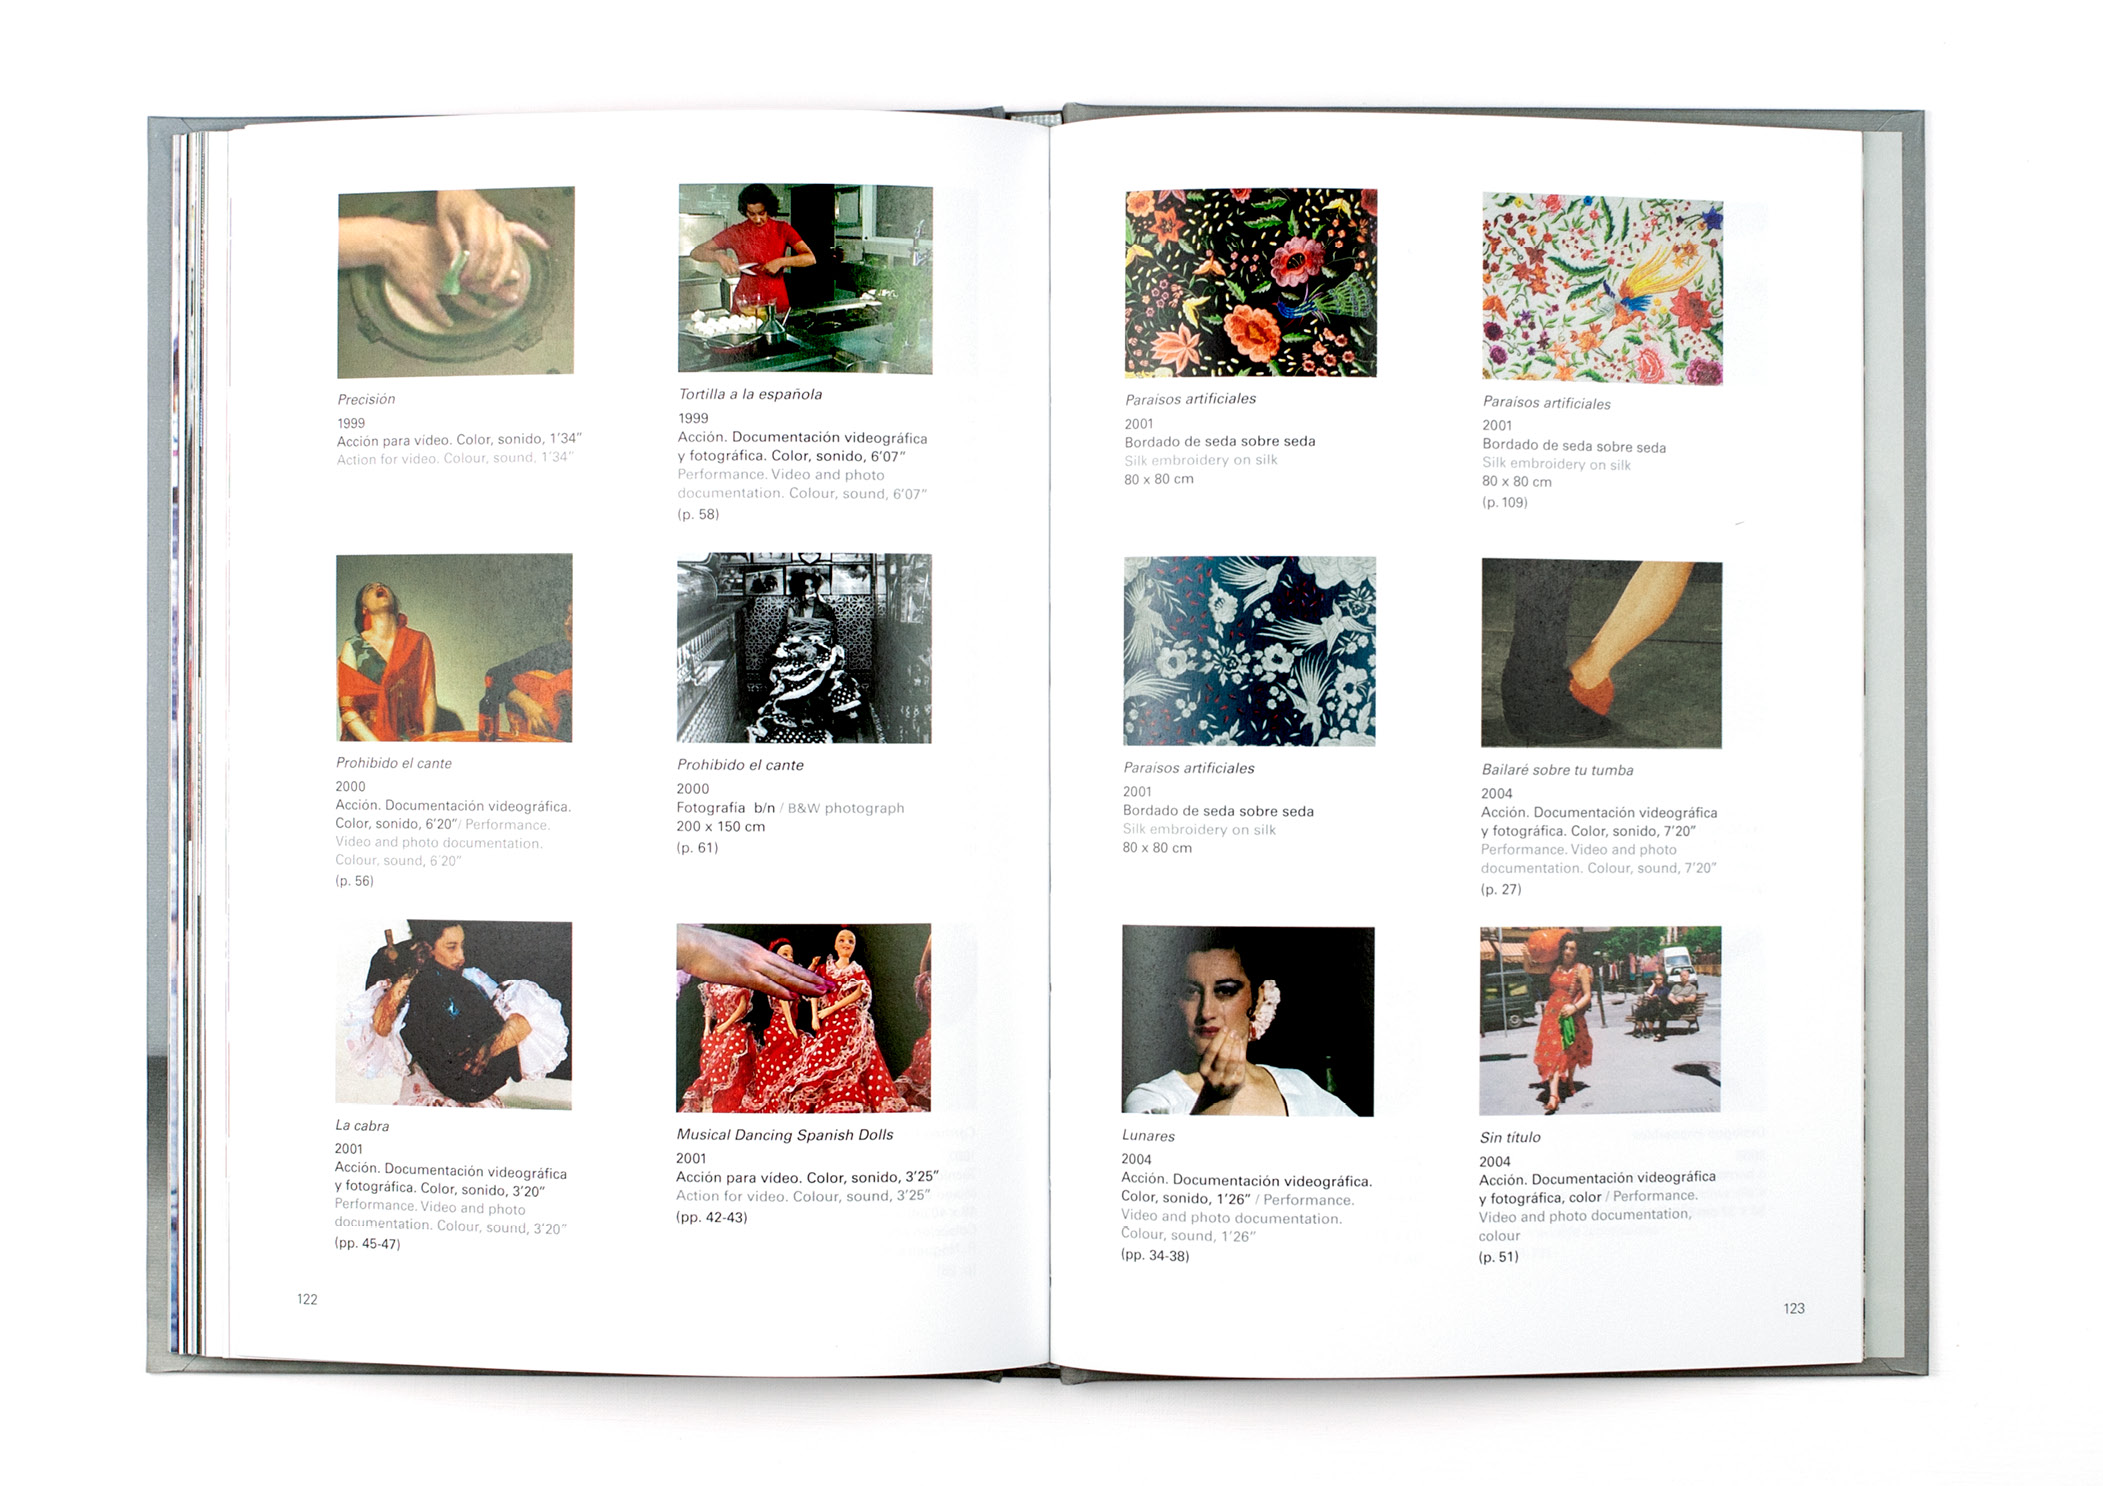 Precisión
1999
Acción para vídeo. Color, sonido, 1’34”
Action for video. Colour, sound, 1’34”
Tortilla a la española
1999
Acción. Documentación videográfica
y fotográfica. Color, sonido, 6’07”
Performance. Video and photo
documentation. Colour, sound, 6’07”
(p. 58)
Prohibido el cante
2000
Acción. Documentación videográfica.
Color, sonido, 6’20”/ Performance.
Video and photo documentation.
Colour, sound, 6’20”
(p. 56)
Prohibido el cante
2000
Fotografía b/n / B&W photograph
200 x 150 cm
(p. 61)
La cabra
2001
Acción. Documentación videográfica
y fotográfica. Color, sonido, 3’20”
Performance. Video and photo
documentation. Colour, sound, 3’20”
(pp. 45-47)
Musical Dancing Spanish Dolls
2001
Acción para vídeo. Color, sonido, 3’25”
Action for video. Colour, sound, 3’25”
(pp. 42-43)
122
Paraísos artificiales
2001
Bordado de seda sobre seda
Silk embroidery on silk
80 x 80 cm
Paraísos artificiales
2001
Bordado de seda sobre seda
Silk embroidery on silk
80 x 80 cm
(p. 109)
Paraísos artificiales
2001
Bordado de seda sobre seda
Silk embroidery on silk
80 x 80 cm
Bailaré sobre tu tumba
2004
Acción. Documentación videográfica
y fotográfica. Color, sonido, 7’20”
Performance. Video and photo
documentation. Colour, sound, 7’20”
(p. 27)
Lunares
2004
Acción. Documentación videográfica.
Color, sonido, 1’26” / Performance.
Video and photo documentation.
Colour, sound, 1’26”
(pp. 34-38)
Sin título
2004
Acción. Documentación videográfica
y fotográfica, color / Performance.
Video and photo documentation,
colour
(p. 51)
123